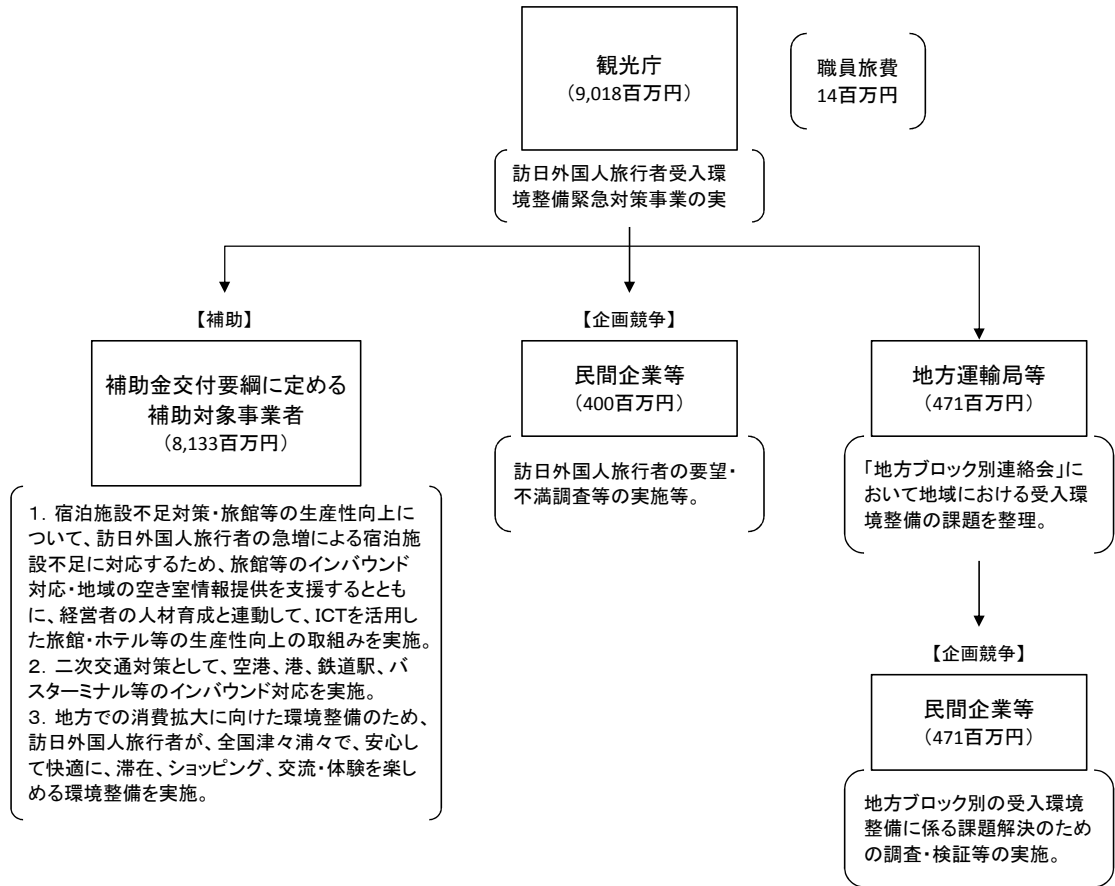 観光庁
（9,018百万円）
職員旅費
14百万円
訪日外国人旅行者受入環
境整備緊急対策事業の実
【補助】
補助金交付要綱に定める
補助対象事業者
（8,133百万円）
1．宿泊施設不足対策・旅館等の生産性向上に
ついて、訪日外国人旅行者の急増による宿泊施
設不足に対応するため、旅館等のインバウンド
対応・地域の空き室情報提供を支援するととも
に、経営者の人材育成と連動して、ICTを活用し
た旅館・ホテル等の生産性向上の取組みを実施。
2．二次交通対策として、空港、港、鉄道駅、バ
スターミナル等のインバウンド対応を実施。
3．地方での消費拡大に向けた環境整備のため、
訪日外国人旅行者が、全国津々浦々で、安心し
て快適に、滞在、ショッピング、交流・体験を楽し
める環境整備を実施。
【企画競争】
民間企業等
（400百万円）
訪日外国人旅行者の要望・
不満調査等の実施等。
地方運輸局等
（471百万円）
「地方ブロック別連絡会」に
おいて地域における受入環
境整備の課題を整理。
【企画競争】
民間企業等
（471百万円）
地方ブロック別の受入環境
整備に係る課題解決のため
の調査・検証等の実施。